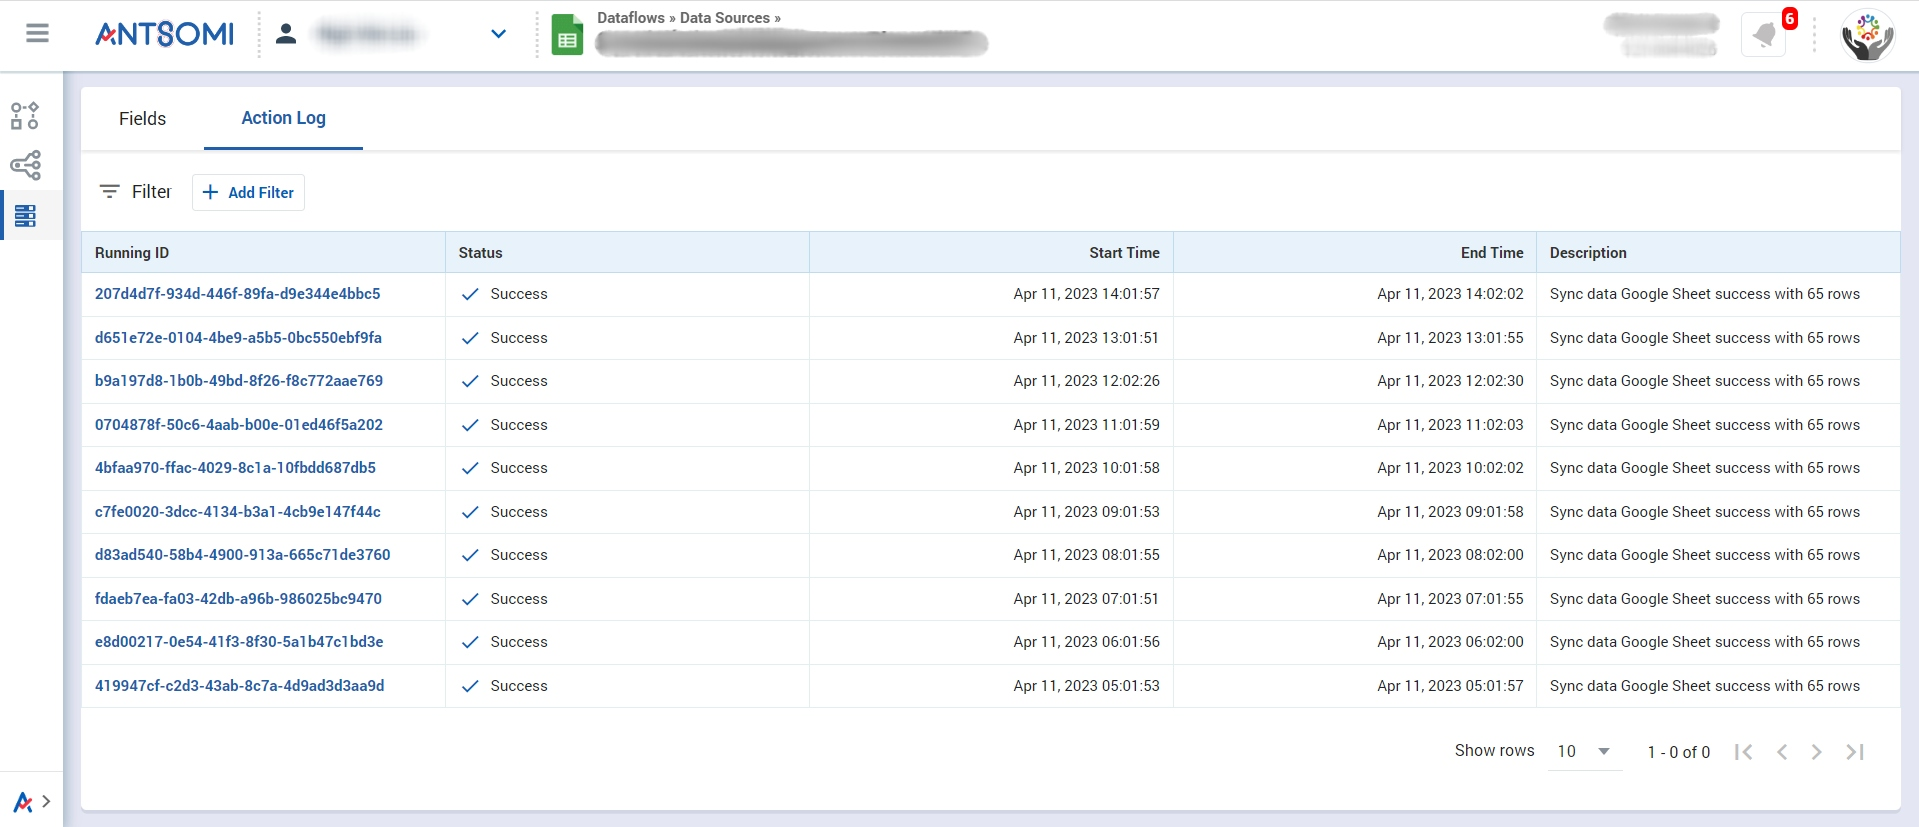 ANTSOMI
Dataflows » Data Sources »
6
Fields
Action Log
Filter
Add Filter
Running ID Status Start Time End Time Description
207d4d7f-934d-446f-89fa-d9e344e4bbc5 Success Apr 11, 2023 14:01:57 Apr 11, 2023 14:02:02 Sync data Google Sheet success with 65 rows
d651e72e-0104-4be9-a5b5-0bc550ebf9fa Success Apr 11, 2023 13:01:51 Apr 11, 2023 13:01:55 Sync data Google Sheet success with 65 rows
b9a197d8-1b0b-49bd-8f26-f8c772aae769 Success Apr 11, 2023 12:02:26 Apr 11, 2023 12:02:30 Sync data Google Sheet success with 65 rows
0704878f-50c6-4aab-b00e-01ed46f5a202 Success Apr 11, 2023 11:01:59 Apr 11, 2023 11:02:03 Sync data Google Sheet success with 65 rows
4bfaa970-ffac-4029-8c1a-10fbdd687db5 Success Apr 11, 2023 10:01:58 Apr 11, 2023 10:02:02 Sync data Google Sheet success with 65 rows
c7fe0020-3dcc-4134-b3a1-4cb9e147f44c Success Apr 11, 2023 09:01:53 Apr 11, 2023 09:01:58 Sync data Google Sheet success with 65 rows
d83ad540-58b4-4900-913a-665c71de3760 Success Apr 11, 2023 08:01:55 Apr 11, 2023 08:02:00 Sync data Google Sheet success with 65 rows
fdaeb7ea-fa03-42db-a96b-986025bc9470 Success Apr 11, 2023 07:01:51 Apr 11, 2023 07:01:55 Sync data Google Sheet success with 65 rows
e8d00217-0e54-41f3-8f30-5a1b47c1bd3e Success Apr 11, 2023 06:01:56 Apr 11, 2023 06:02:00 Sync data Google Sheet success with 65 rows
419947cf-c2d3-43ab-8c7a-4d9ad3d3aa9d Success Apr 11, 2023 05:01:53 Apr 11, 2023 05:01:57 Sync data Google Sheet success with 65 rows
Show rows 10 1 - 0 of 0